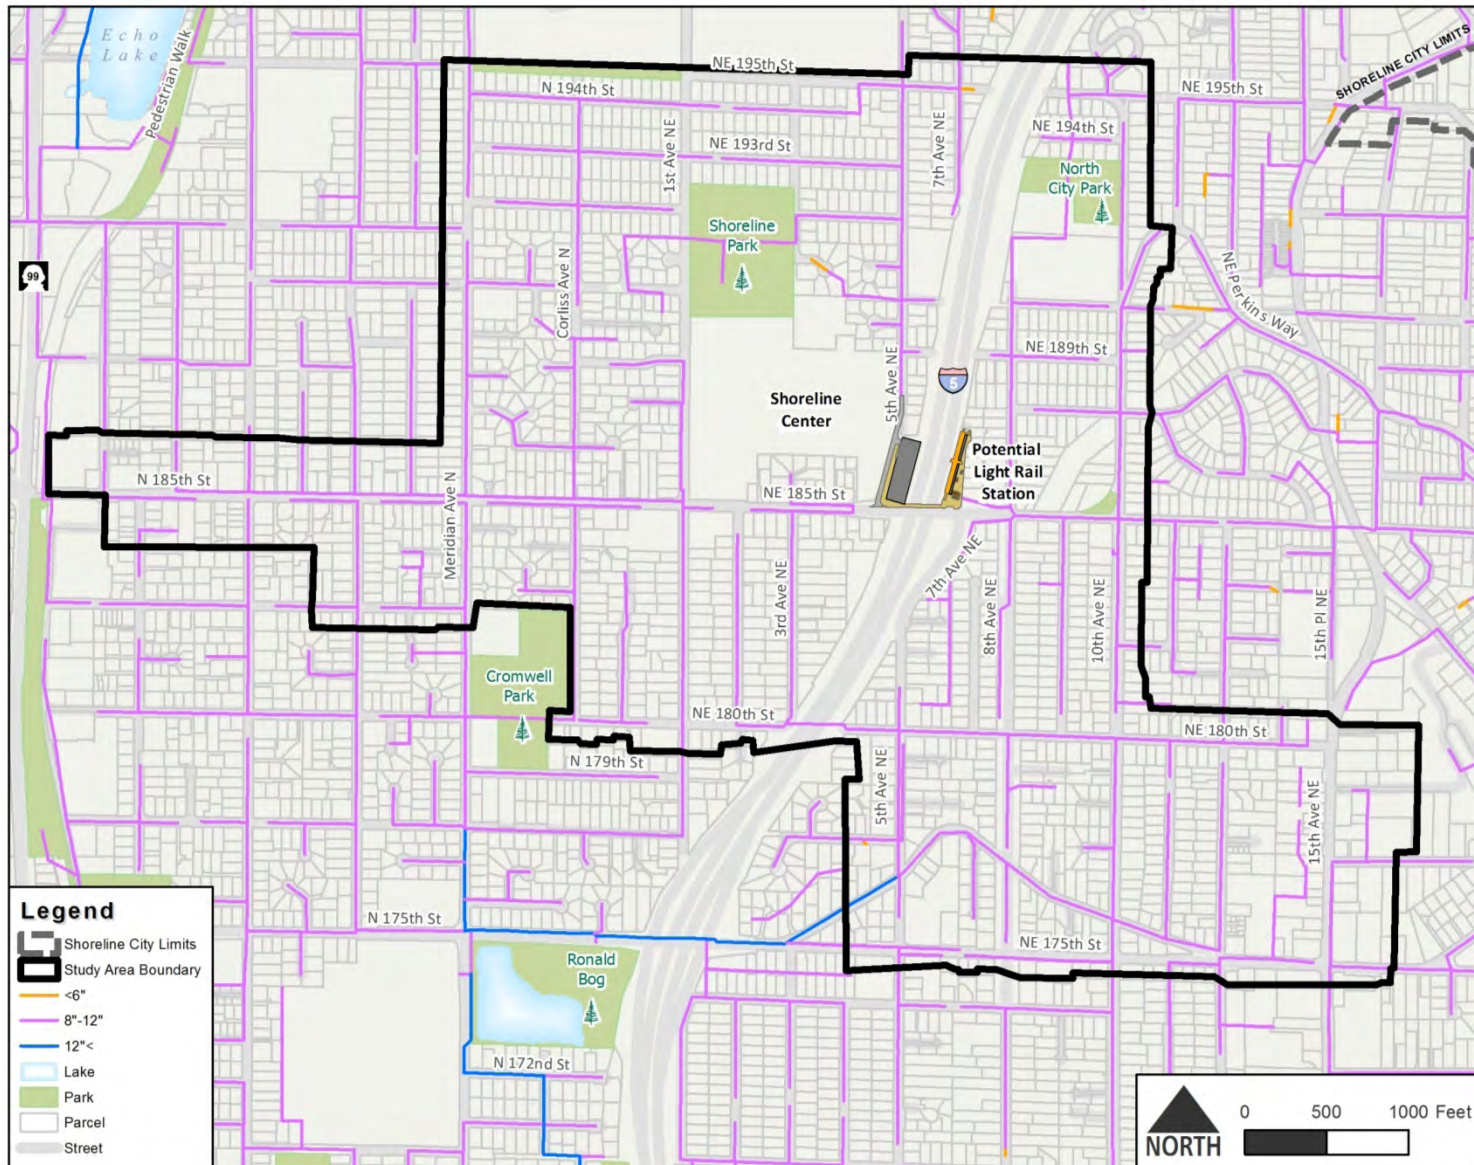 Echo
Lake
Pedestrian Walk
SHORELINE CITY LIMITS
NE 195th St
N 194th St
NE 195th St
1st Ave NE
NE 193rd St
7th Ave NE
NE 194th St
North
City Park
Shoreline
Park
99
Corliss Ave N
NE Perkins Way
NE 189th St
5th Ave NE
5
Shoreline
Center
Potential
Light Rail
Station
N 185th St
Meridian Ave N
NE 185th St
7th Ave NE
3rd Ave NE
8th Ave NE
10th Ave NE
15th Pl NE
Cromwell
Park
NE 180th St
NE 180th St
N 179th St
5th Ave NE
15th Ave NE
N 175th St
NE 175th St
Ronald
Bog
N 172nd St
Legend
Shoreline City Limits
Study Area Boundary
<6"
8"-12"
12"<
Lake
Park
Parcel
Street
NORTH
0 500 1000 Feet